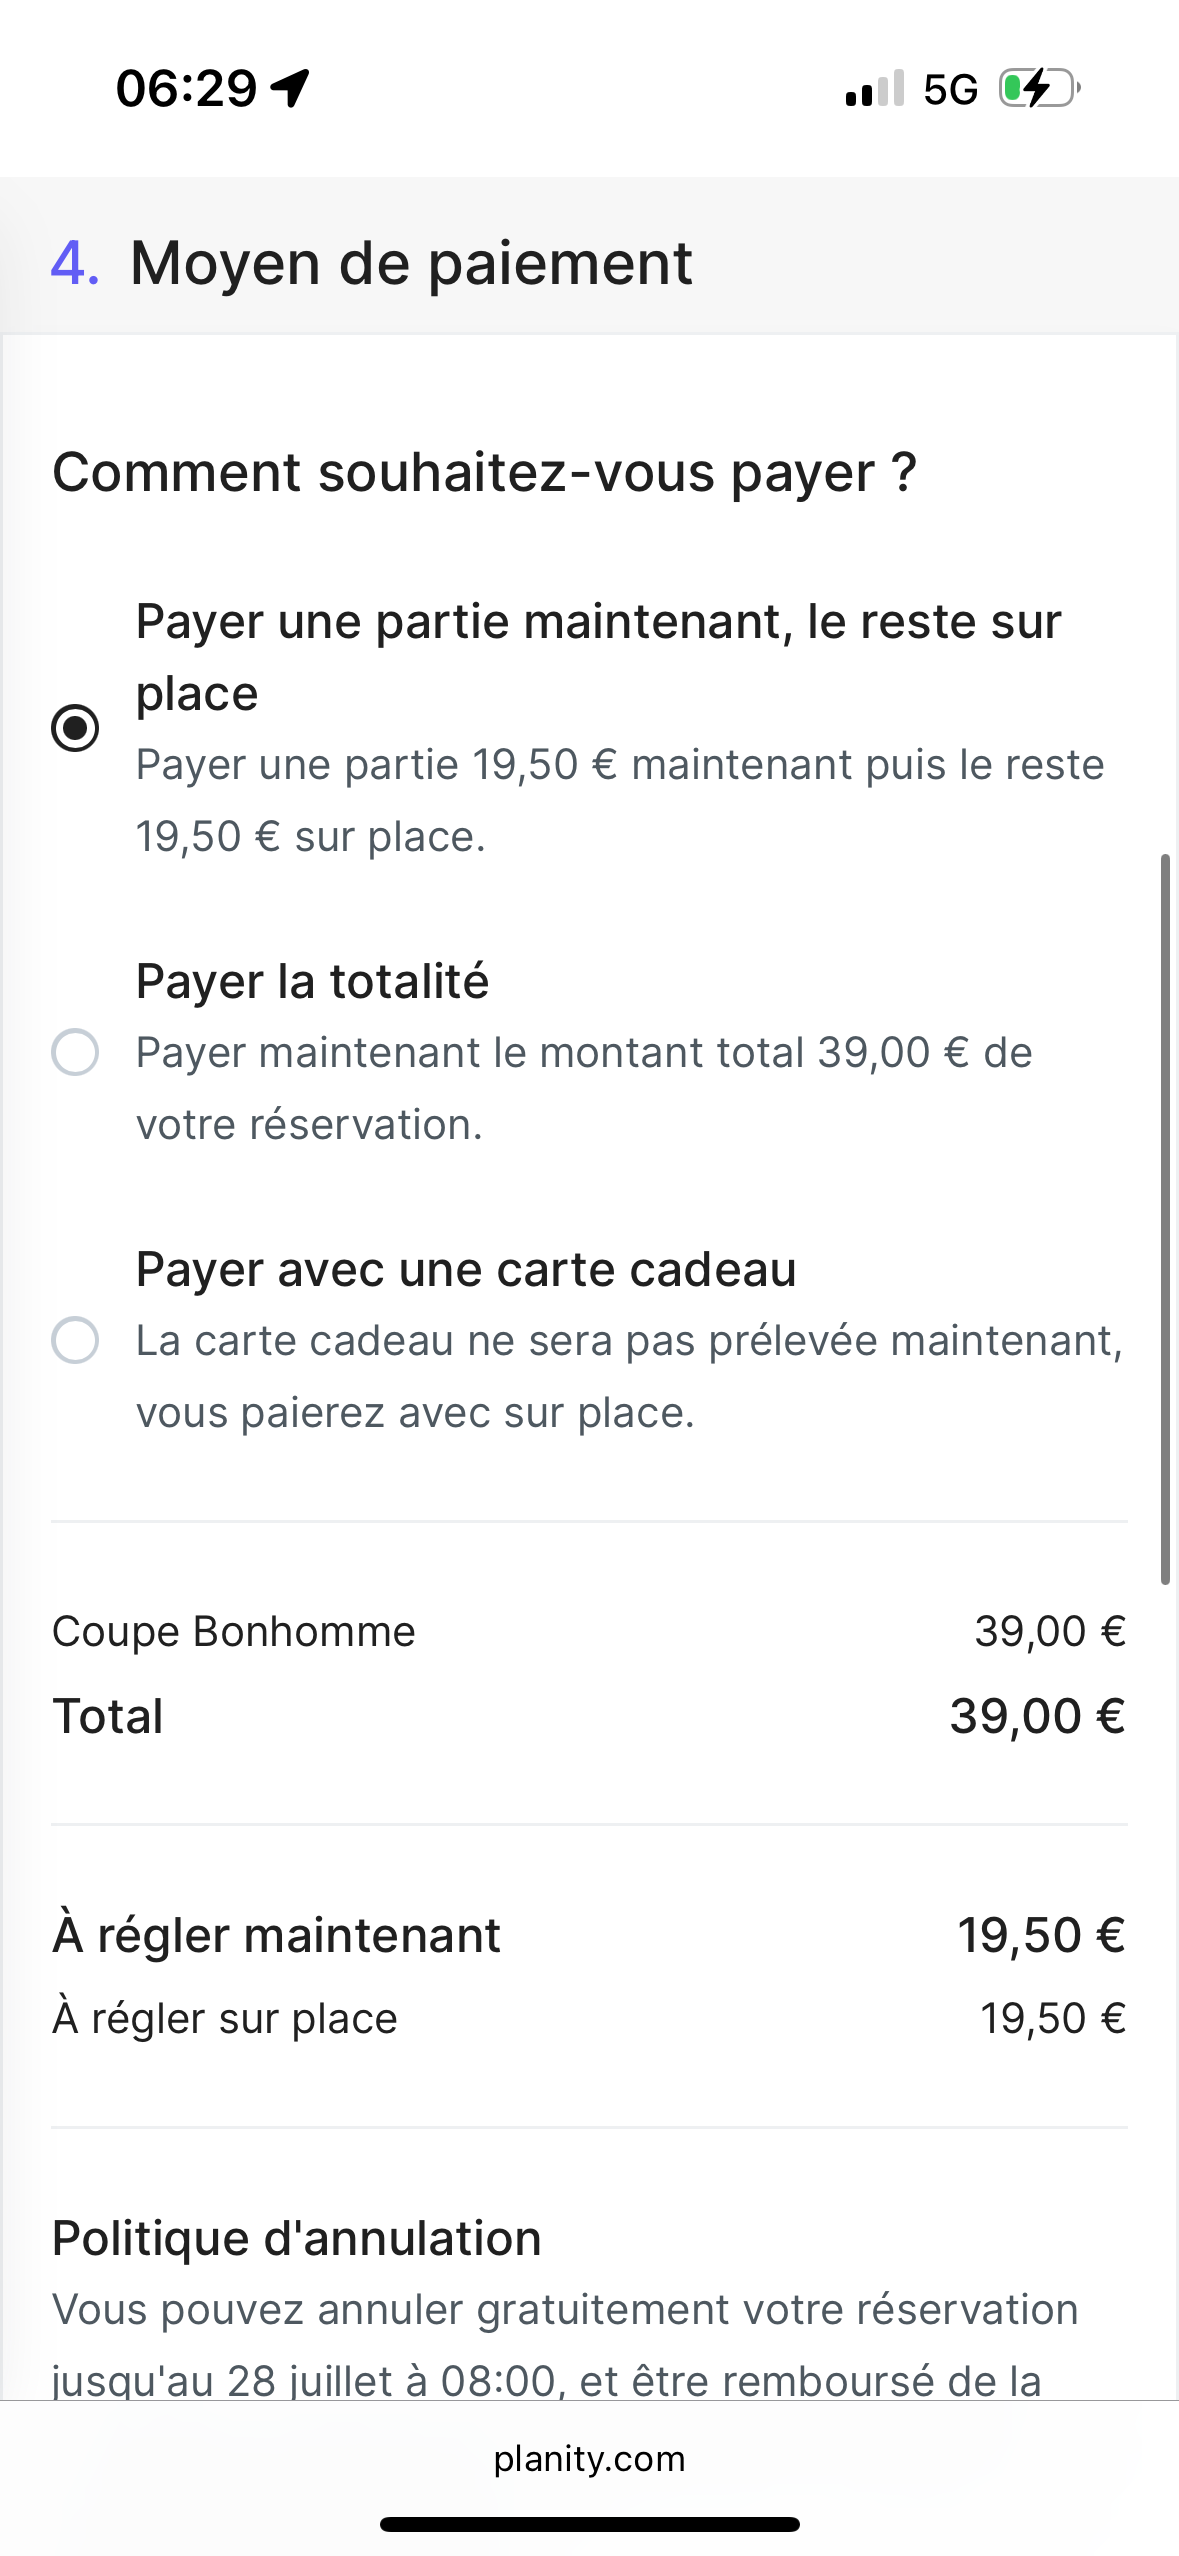 06:29
5G
4. Moyen de paiement
Comment souhaitez-vous payer ?
Payer une partie maintenant, le reste sur
place
Payer une partie 19,50 € maintenant puis le reste
19,50 € sur place.
Payer la totalité
Payer maintenant le montant total 39,00 € de
votre réservation.
Payer avec une carte cadeau
La carte cadeau ne sera pas prélevée maintenant,
vous paierez avec sur place.
Coupe Bonhomme 39,00 €
Total 39,00 €
À régler maintenant 19,50 €
À régler sur place 19,50 €
Politique d'annulation
Vous pouvez annuler gratuitement votre réservation
jusqu'au 28 juillet à 08:00, et être remboursé de la
planity.com